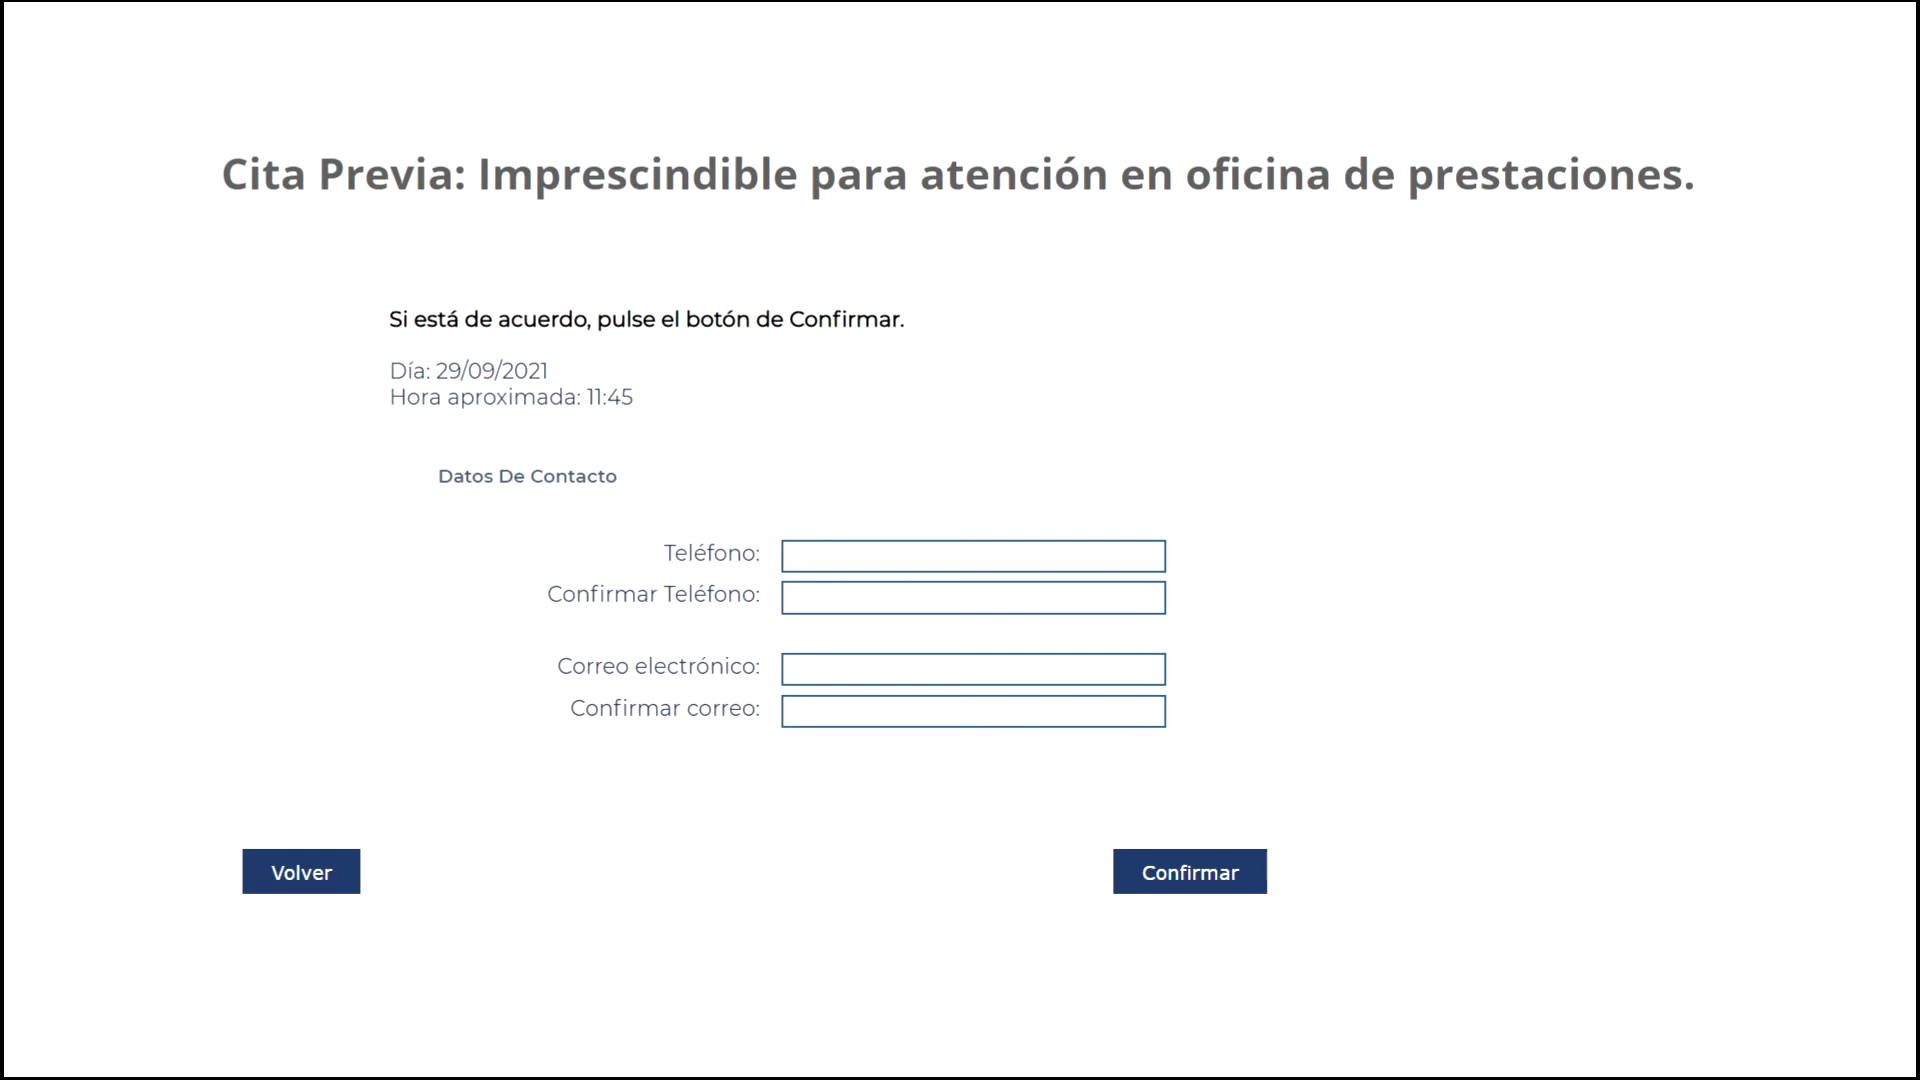 Cita Previa: Imprescindible para atención en oficina de prestaciones.
Si está de acuerdo, pulse el botón de Confirmar.
Día: 29/09/2021
Hora aproximada: 11:45
Datos De Contacto
Teléfono:
Confirmar Teléfono:
Correo electrónico:
Confirmar correo:
Volver
Confirmar